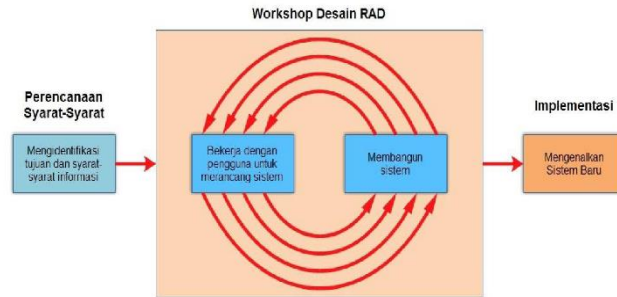 Workshop Desain RAD
Perencanaan
Syarat-Syarat
Mengidentifikasi
tujuan dan syarat-
syarat informasi
Bekerja dengan
pengguna untuk
merancang sistem
Membangun
sistem
Implementasi
Mengenalkan
Sistem Baru